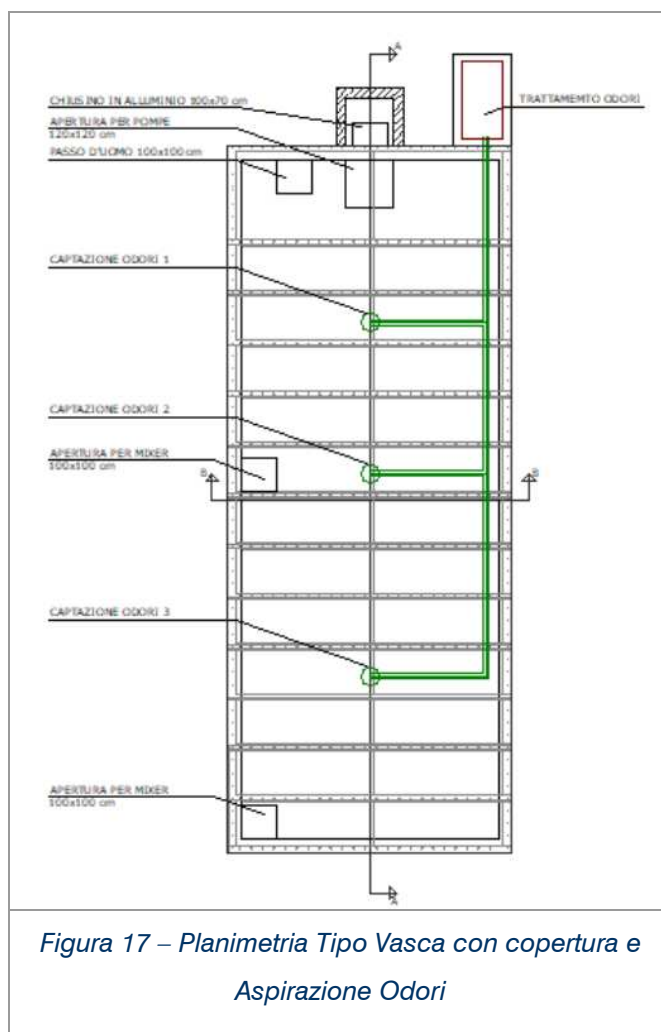 A
CHIUSINO IN ALLUMINIO 100x70 cm
TRATTAMEMTO ODORI
APERTURA PER POMPE
120x120 cm
PASSO D'UOMO 100x100 cm
CAPTAZIONE ODORI 1
CAPTAZIONE ODORI 2
APERTURA PER MIXER
100x100 cm
B
B
CAPTAZIONE ODORI 3
APERTURA PER MIXER
100x100 cm
A
Figura 17 – Planimetria Tipo Vasca con copertura e
Aspirazione Odori